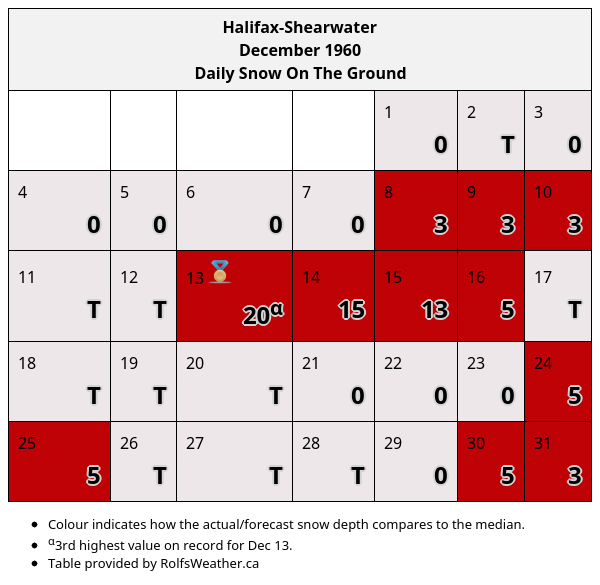 Halifax-Shearwater
December 1960
Daily Snow On The Ground
1 2 3
0 T 0
4 5 6 7 8 9 10
0 0 0 0 3 3 3
11 12 13 14 15 16 17
T T 20α 15 13 5 T
18 19 20 21 22 23 24
T T T 0 0 0 5
25 26 27 28 29 30 31
5 T T T 0 5 3
Colour indicates how the actual/forecast snow depth compares to the median.
α3rd highest value on record for Dec 13.
Table provided by RolfsWeather.ca